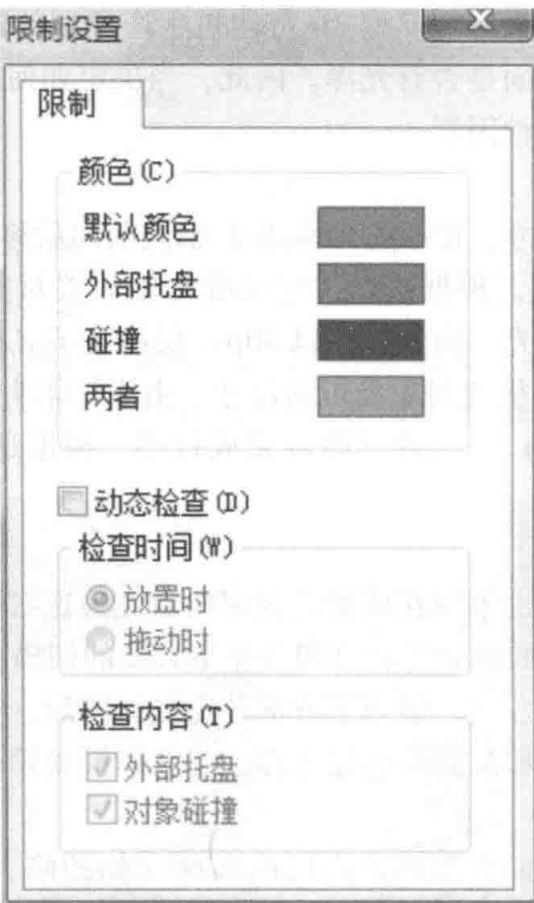 限制设置
限制
颜色(C)
默认颜色
外部托盘
碰撞
两者
动态检查(D)
检查时间(W)
放置时
拖动时
检查内容(T)
外部托盘
对象碰撞